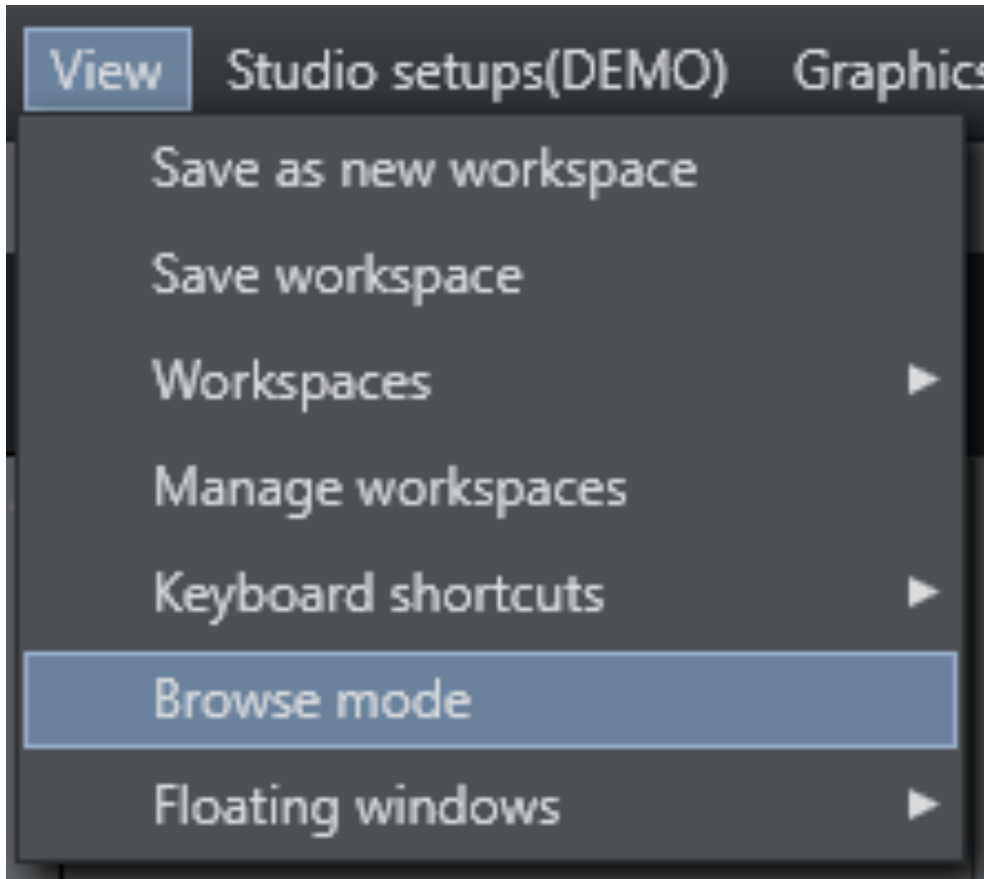 View Studio setups(DEMO) Graphics
Save as new workspace
Save workspace
Workspaces
Manage workspaces
Keyboard shortcuts
Browse mode
Floating windows